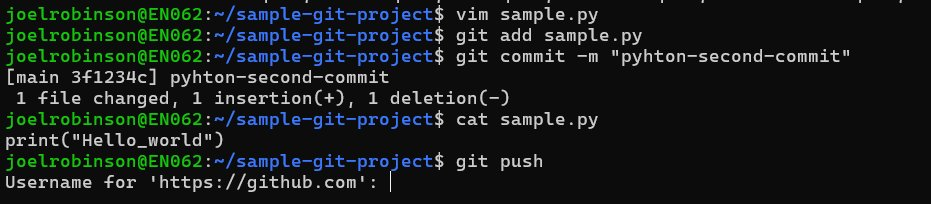 joelrobinson@EN062:~/sample-git-project$ vim sample.py
joelrobinson@EN062:~/sample-git-project$ git add sample.py
joelrobinson@EN062:~/sample-git-project$ git commit -m "pyhton-second-commit"
[main 3f1234c] pyhton-second-commit
 1 file changed, 1 insertion(+), 1 deletion(-)
joelrobinson@EN062:~/sample-git-project$ cat sample.py
print("Hello_world")
joelrobinson@EN062:~/sample-git-project$ git push
Username for 'https://github.com':